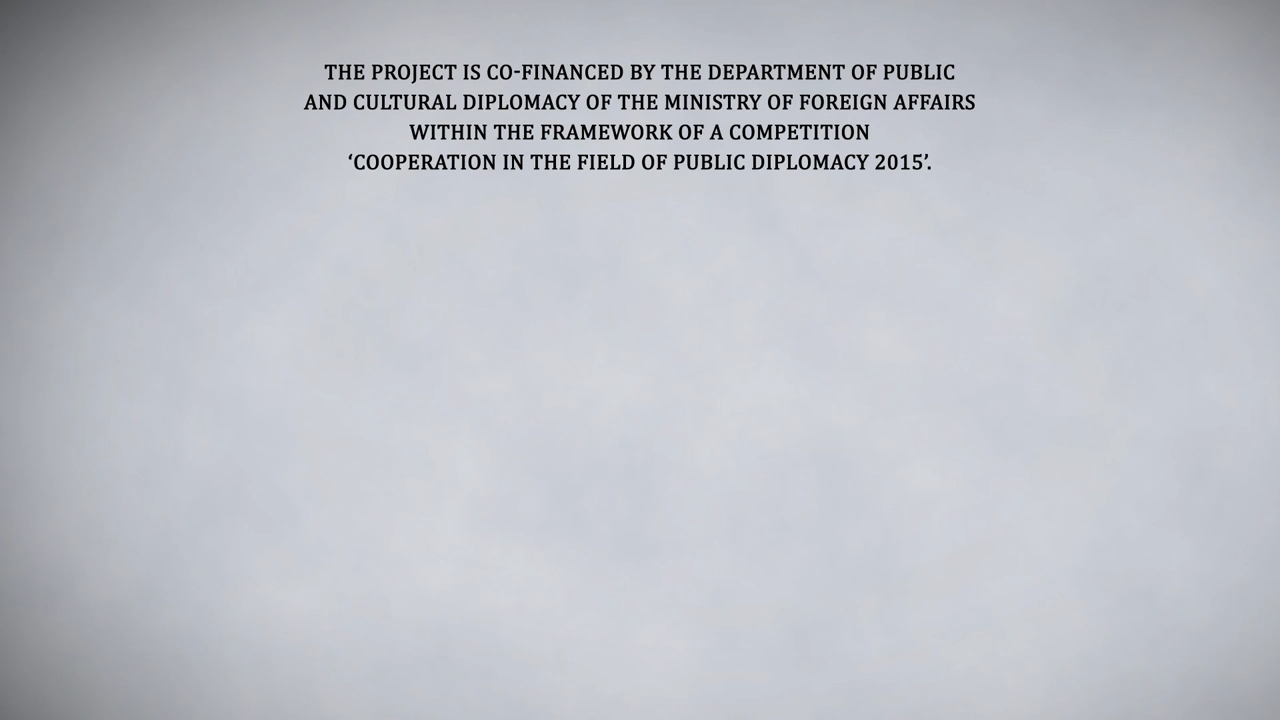 THE PROJECT IS CO-FINANCED BY THE DEPARTMENT OF PUBLIC
AND CULTURAL DIPLOMACY OF THE MINISTRY OF FOREIGN AFFAIRS
WITHIN THE FRAMEWORK OF A COMPETITION
‘COOPERATION IN THE FIELD OF PUBLIC DIPLOMACY 2015’.